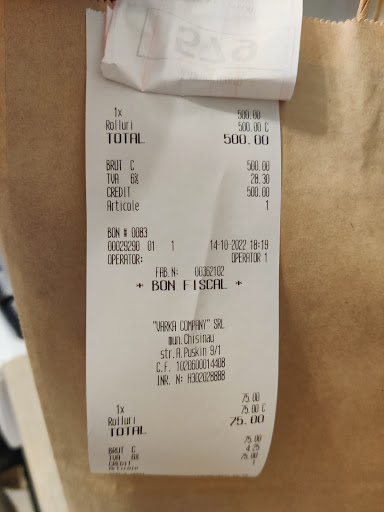 579
1x 500.00
Rolluri 500.00 C
TOTAL 500.00
BRUT C 500.00
TVA 6% 28.30
CREDIT 500.00
Articole 1
BON # 0083
00029290 01 1 14-10-2022 18:19
OPERATOR: OPERATOR 1
FAB.N: 00362102
* BON FISCAL *
"VARKA COMPANY" SRL
mun.Chisinau
str.A.Puskin 9/1
C.F. 1020600014408
INR. N: H302028888
75.00
1x 75.00 C
Rolluri 75.00
TOTAL
BRUT C 75.00
TVA 6% 4.25
CREDIT 75.00
Articole 1